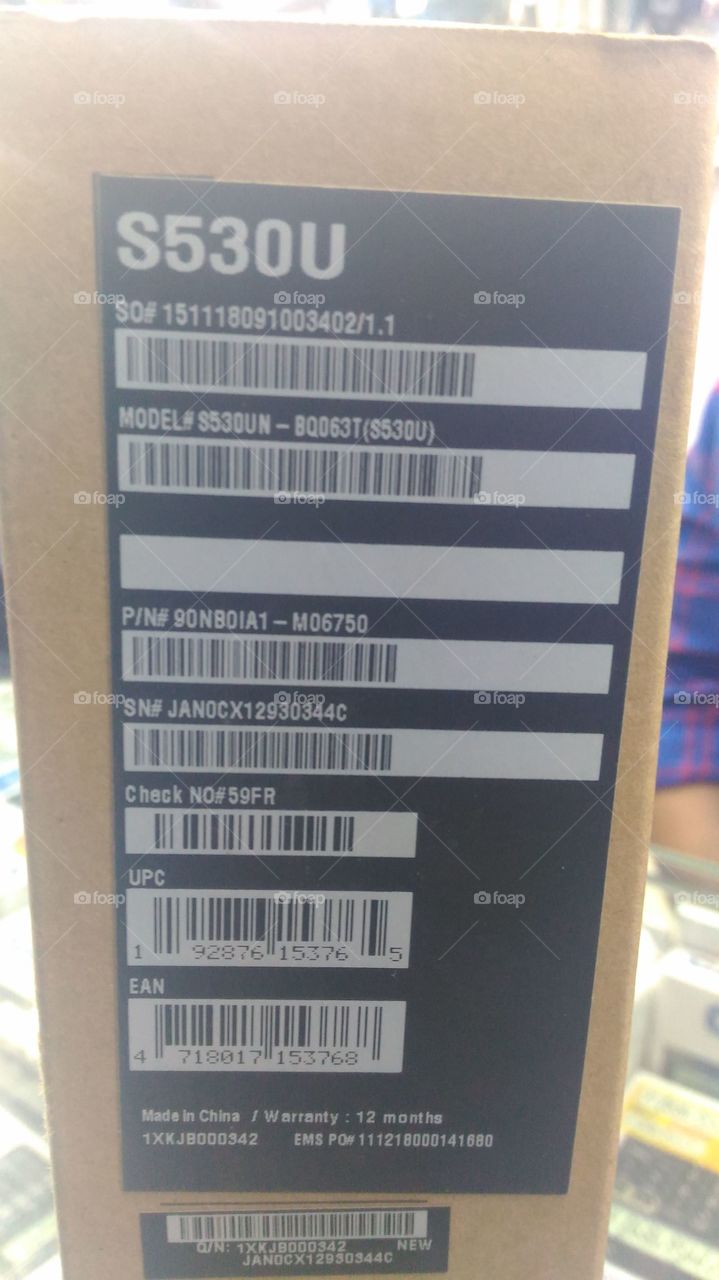 S530U
SO# 151118091003402/1.1
MODEL# S530UN - BQ063T(S530U)
P/N# 90NB0IA1 - M06750
SN# JAN0CX12930344C
Check NO#59FR
UPC
1 92876 15376 5
EAN
4 718017 153768
Made in China / Warranty : 12 months
1XKJB000342 EMS PO# 111218000141680
Q/N: 1XKJB000342 NEW
JAN0CX12930344C
foap